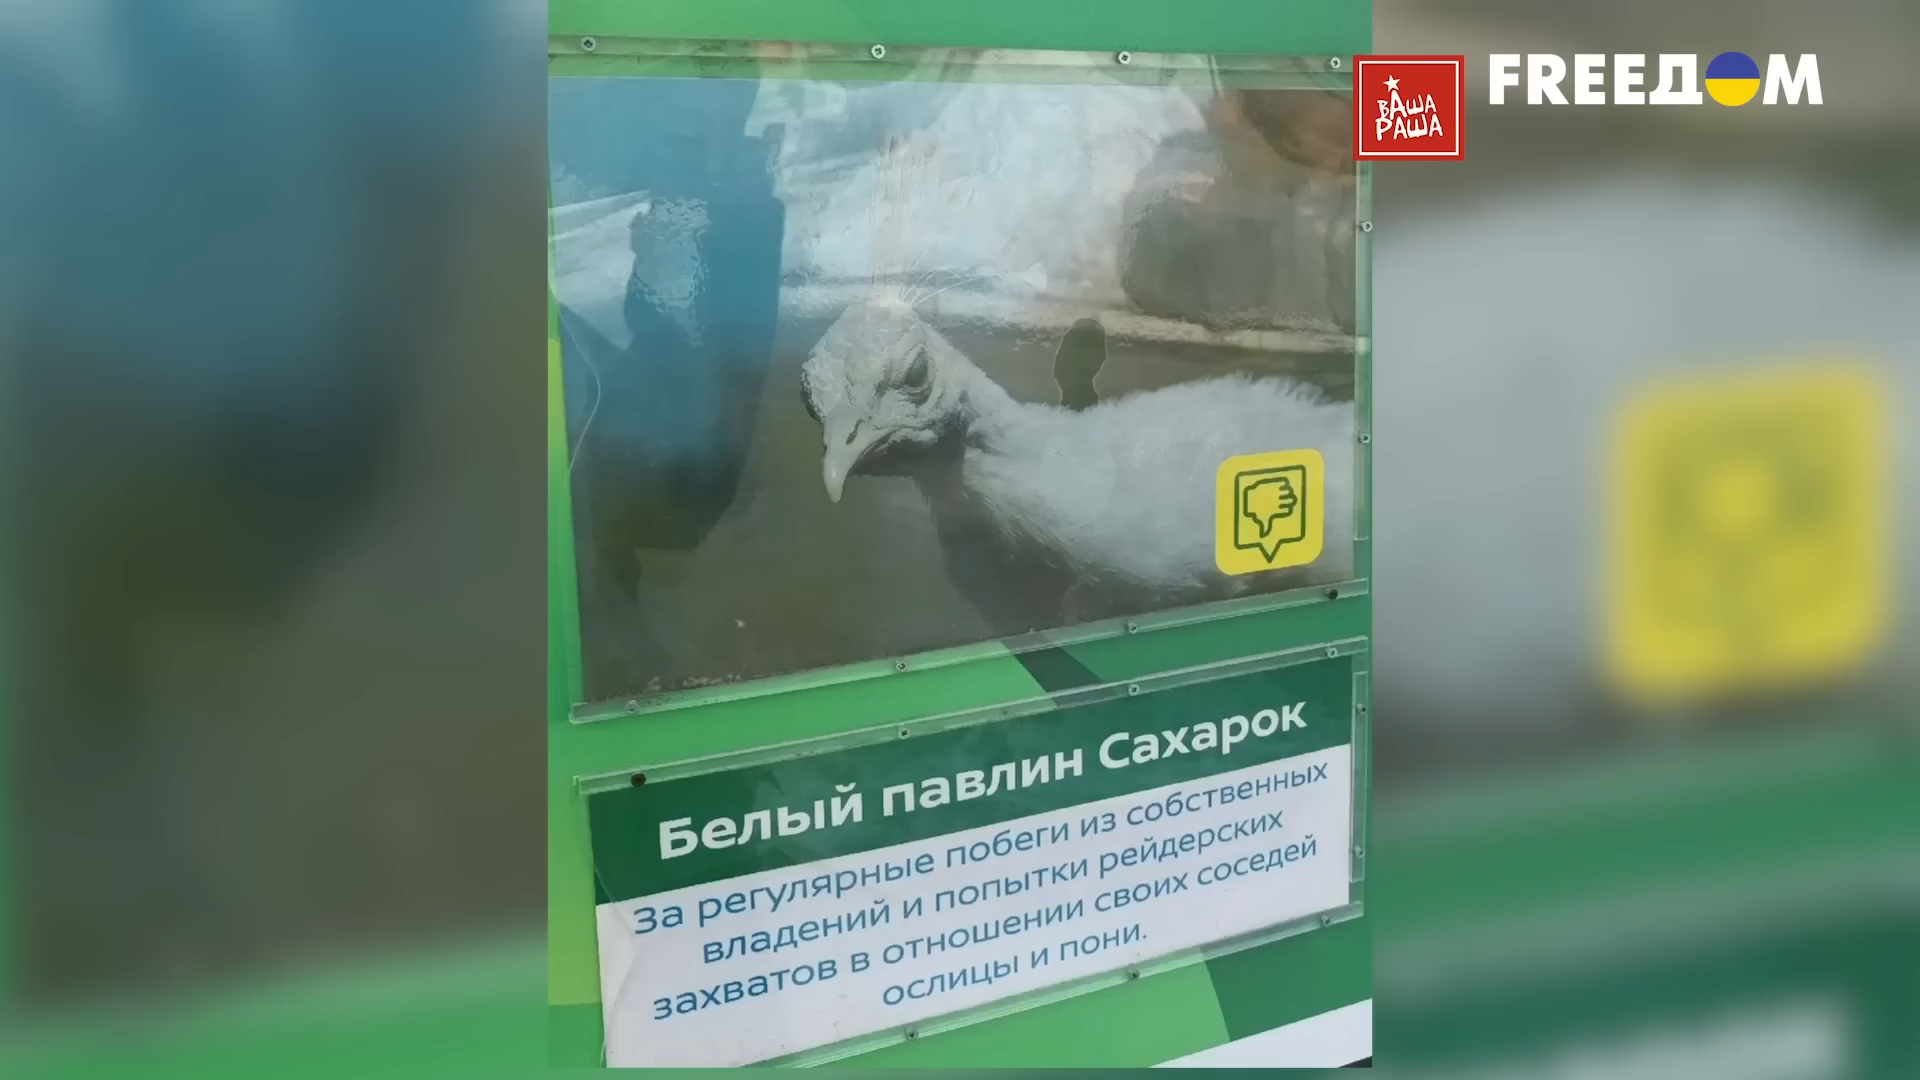 ВАША
РАША
FREEДОМ
Белый павлин Сахарок
За регулярные побеги из собственных
владений и попытки рейдерских
захватов в отношении своих соседей
ослицы и пони.